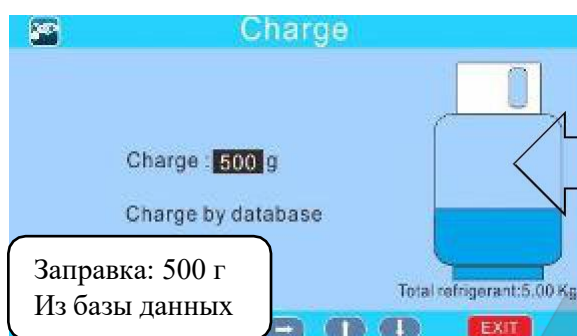 Charge
Charge : 500 g
Charge by database
Заправка: 500 г
Из базы данных
Total refrigerant:5.00 Kg
EXIT